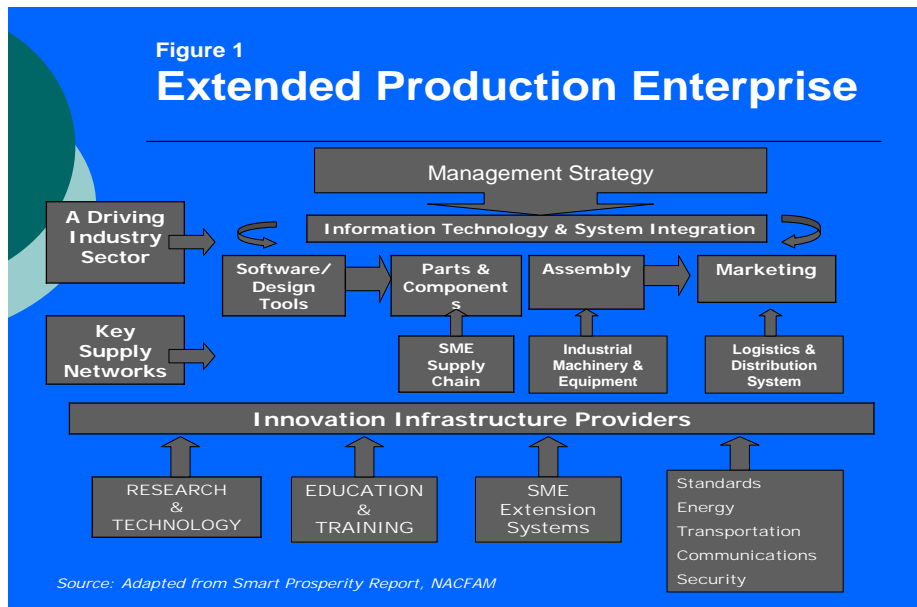 Figure 1
Extended Production Enterprise
Management Strategy
A Driving
Industry
Sector
Information Technology & System Integration
Software/
Design
Tools
Parts &
Component
s
Assembly
Marketing
Key
Supply
Networks
SME
Supply
Chain
Industrial
Machinery &
Equipment
Logistics &
Distribution
System
Innovation Infrastructure Providers
RESEARCH
&
TECHNOLOGY
EDUCATION
&
TRAINING
SME
Extension
Systems
Standards
Energy
Transportation
Communications
Security
Source: Adapted from Smart Prosperity Report, NACFAM